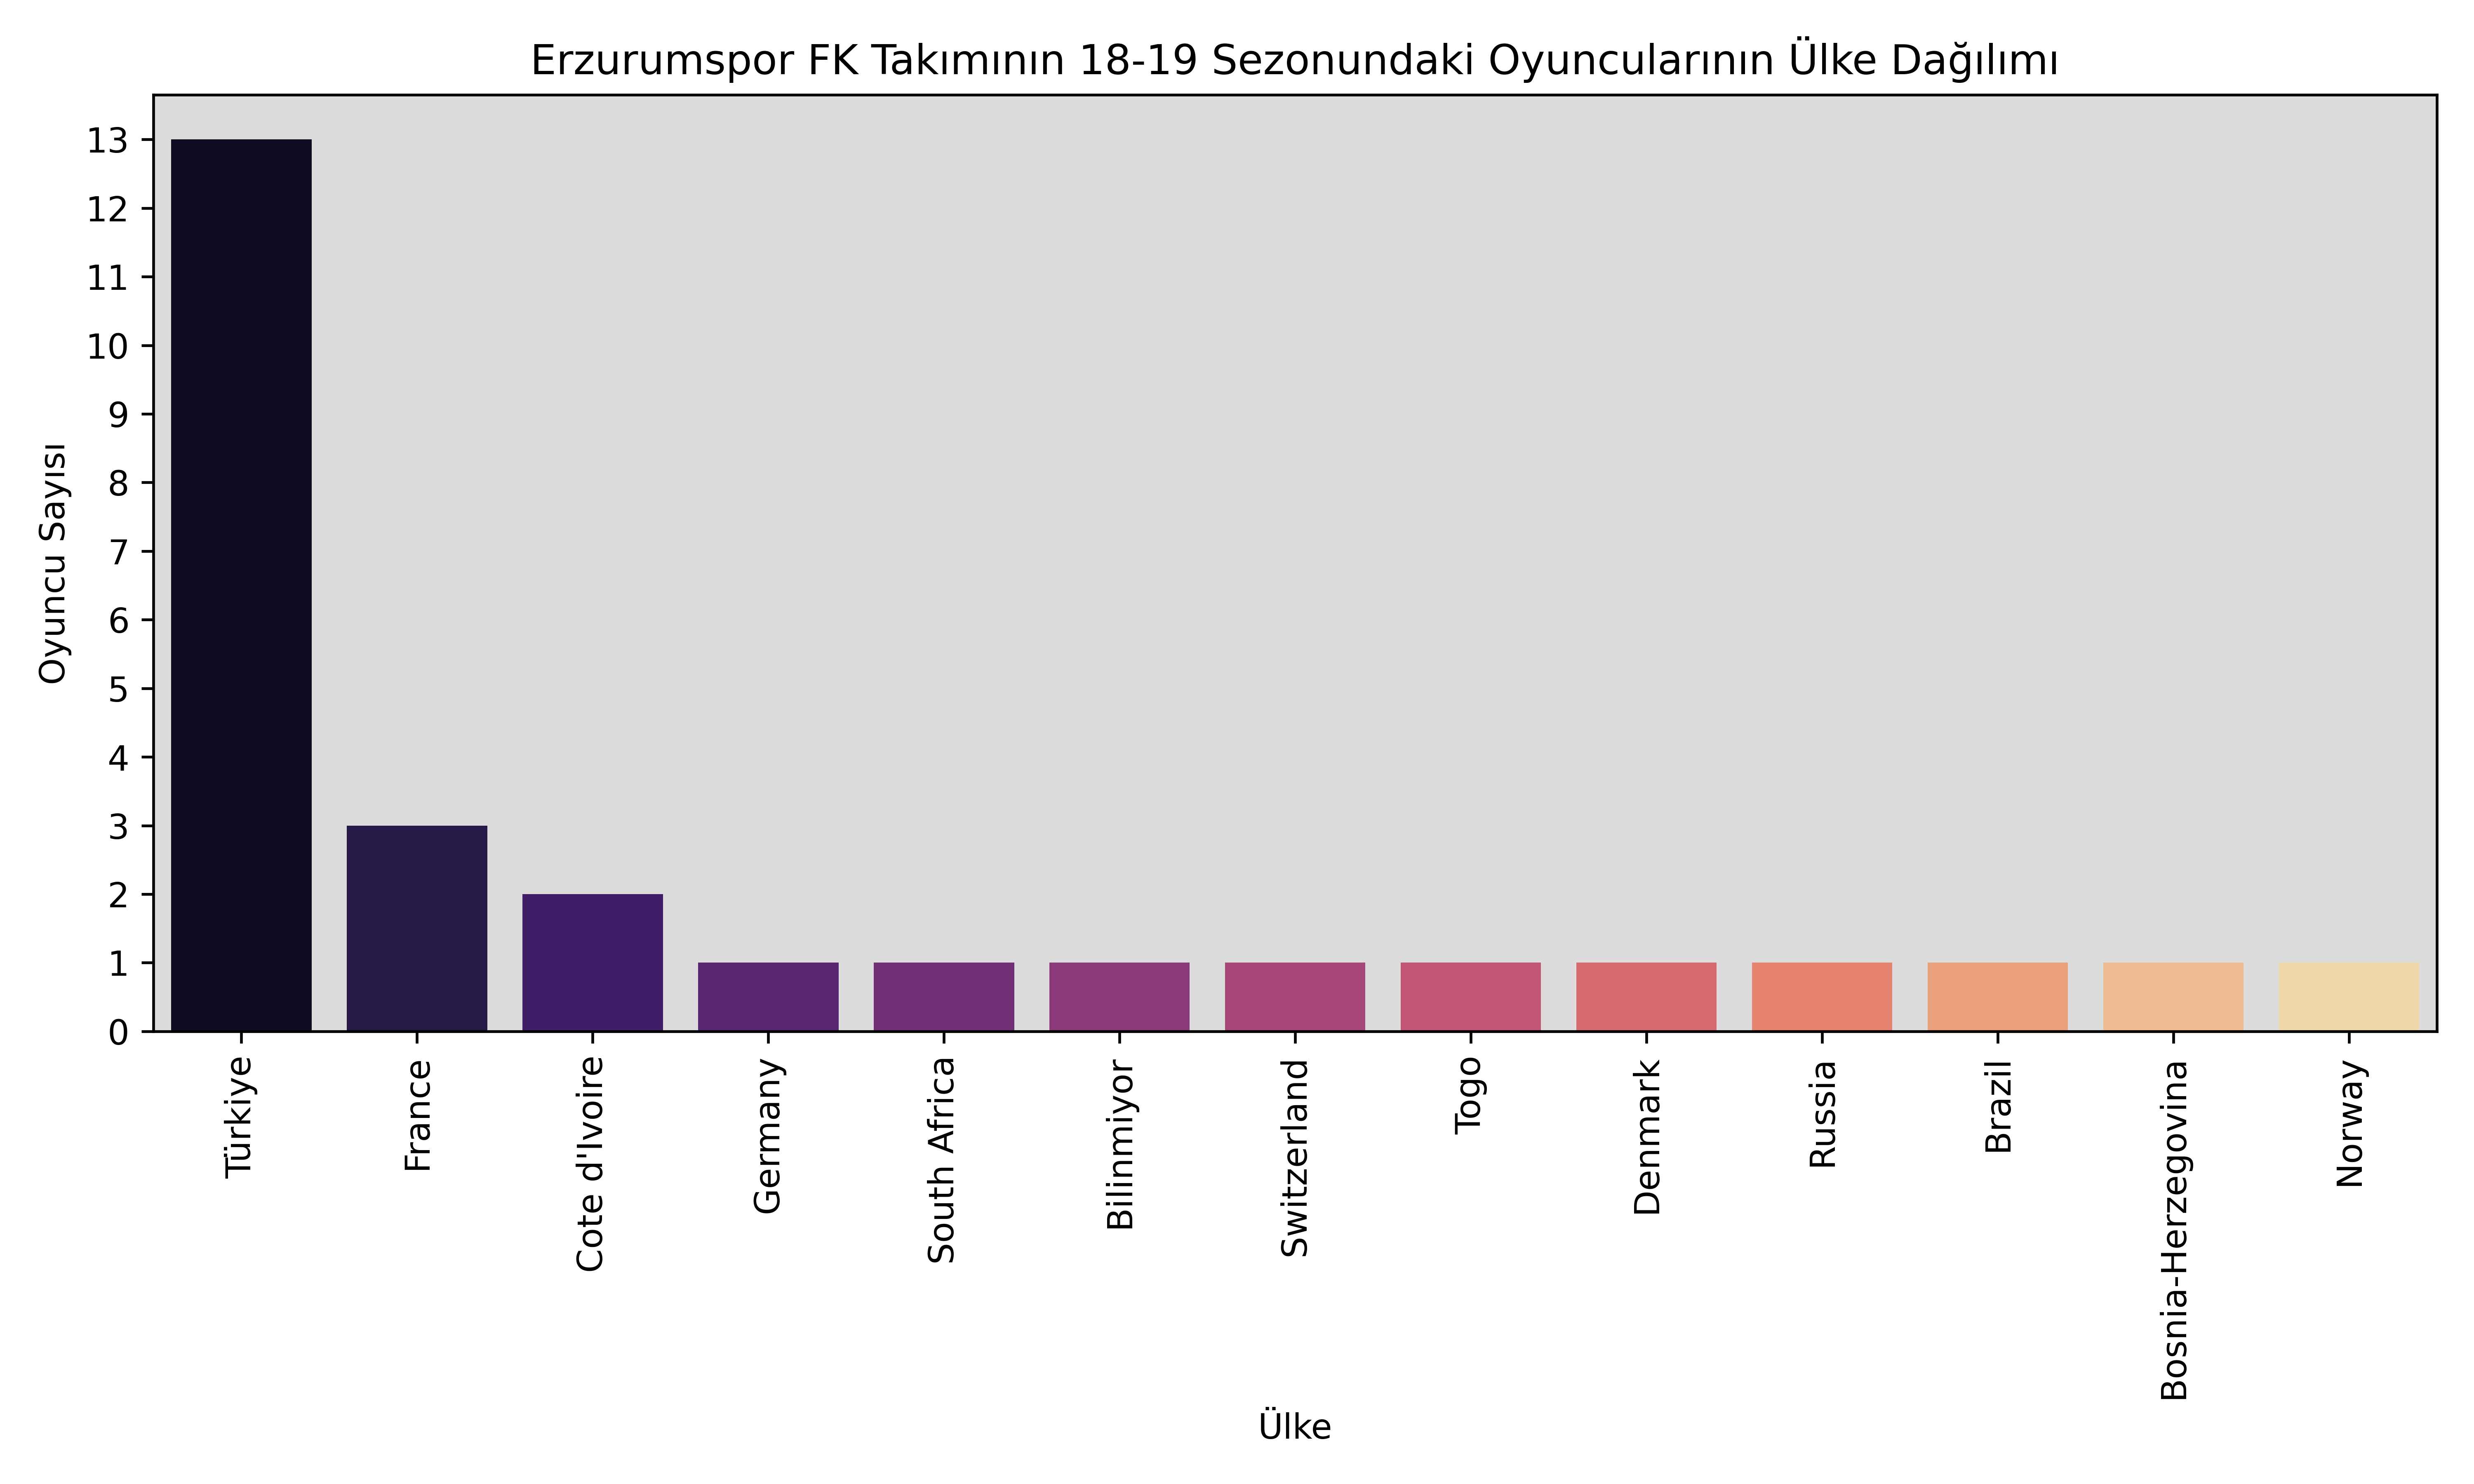 Erzurumspor FK Takımının 18-19 Sezonundaki Oyuncularının Ülke Dağılımı
Oyuncu Sayısı
13
12
11
10
9
8
7
6
5
4
3
2
1
0
Türkiye
France
Cote d'Ivoire
Germany
South Africa
Bilinmiyor
Switzerland
Togo
Denmark
Russia
Brazil
Bosnia-Herzegovina
Norway
Ülke